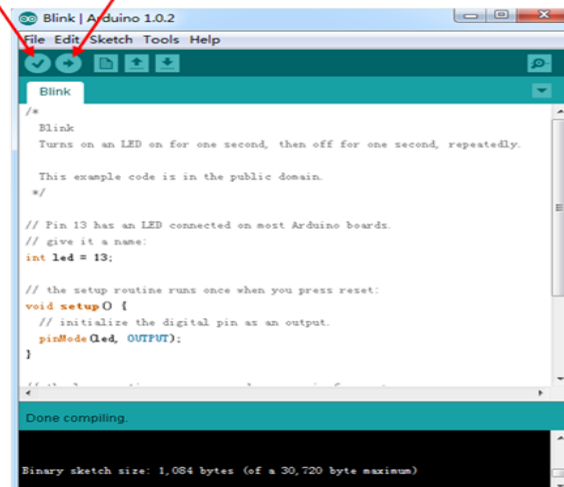 Blink | Arduino 1.0.2
File Edit Sketch Tools Help
Blink
/*
Blink
Turns on an LED on for one second, then off for one second, repeatedly.
This example code is in the public domain.
*/
// Pin 13 has an LED connected on most Arduino boards.
// give it a name:
int led = 13;
// the setup routine runs once when you press reset:
void setup() {
// initialize the digital pin as an output.
pinMode(led, OUTPUT);
}
Done compiling.
Binary sketch size: 1,084 bytes (of a 30,720 byte maximum)